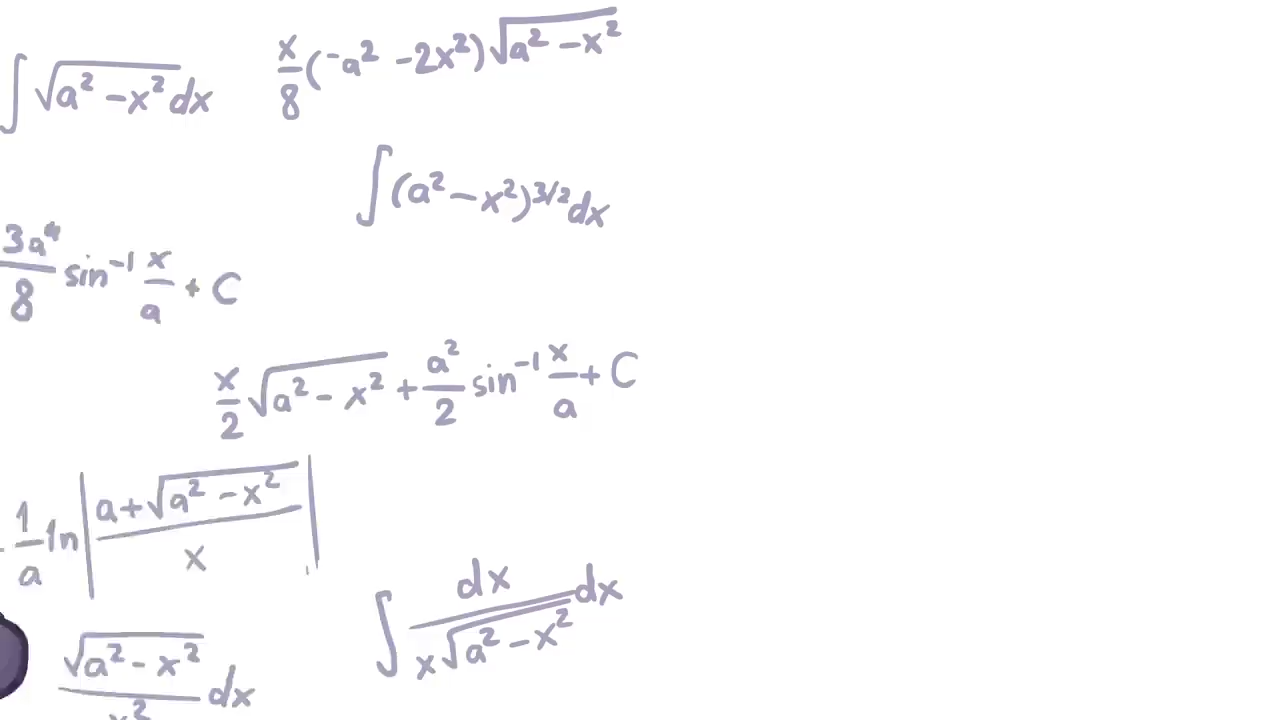 ∫ √(a² − x²) dx
x/8 (⁻a² − 2x²) √(a² − x²)
∫ (a² − x²)^3/2 dx
3a⁴/8 sin⁻¹ x/a + C
x/2 √(a² − x²) + a²/2 sin⁻¹ x/a + C
1/a ln |(a + √(a² − x²))/x|
∫ dx/(x√(a² − x²)) dx
√(a² − x²)/x² dx